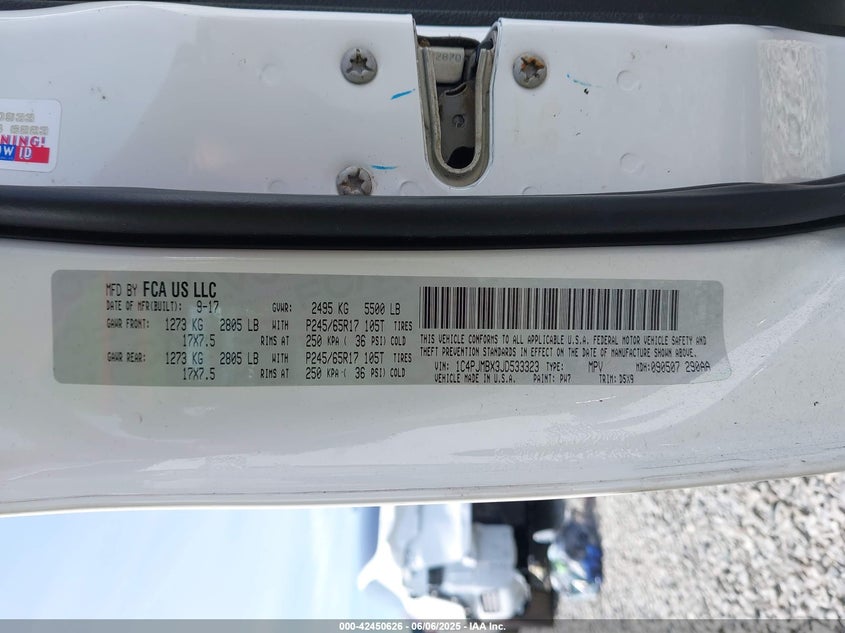 2870
NING!
OW ID
MFD BY FCA US LLC
DATE OF MFR(BUILT): 9-17 GVWR: 2495 KG 5500 LB
GAWR FRONT: 1273 KG 2805 LB WITH P245/65R17 105T TIRES
17X7.5 RIMS AT 250 KPA ( 36 PSI) COLD
GAWR REAR: 1273 KG 2805 LB WITH P245/65R17 105T TIRES
17X7.5 RIMS AT 250 KPA ( 36 PSI) COLD
THIS VEHICLE CONFORMS TO ALL APPLICABLE U.S. FEDERAL MOTOR VEHICLE SAFETY AND
THEFT PREVENTION STANDARDS IN EFFECT ON THE DATE OF MANUFACTURE SHOWN ABOVE.
VIN: 1C4PJMBX3JD533323 TYPE: MPV MDH: 090507 290AA
VEHICLE MADE IN U.S.A. PAINT: PW7 TRIM: D5X9
000-42450626 - 06/06/2025 - IAA Inc.